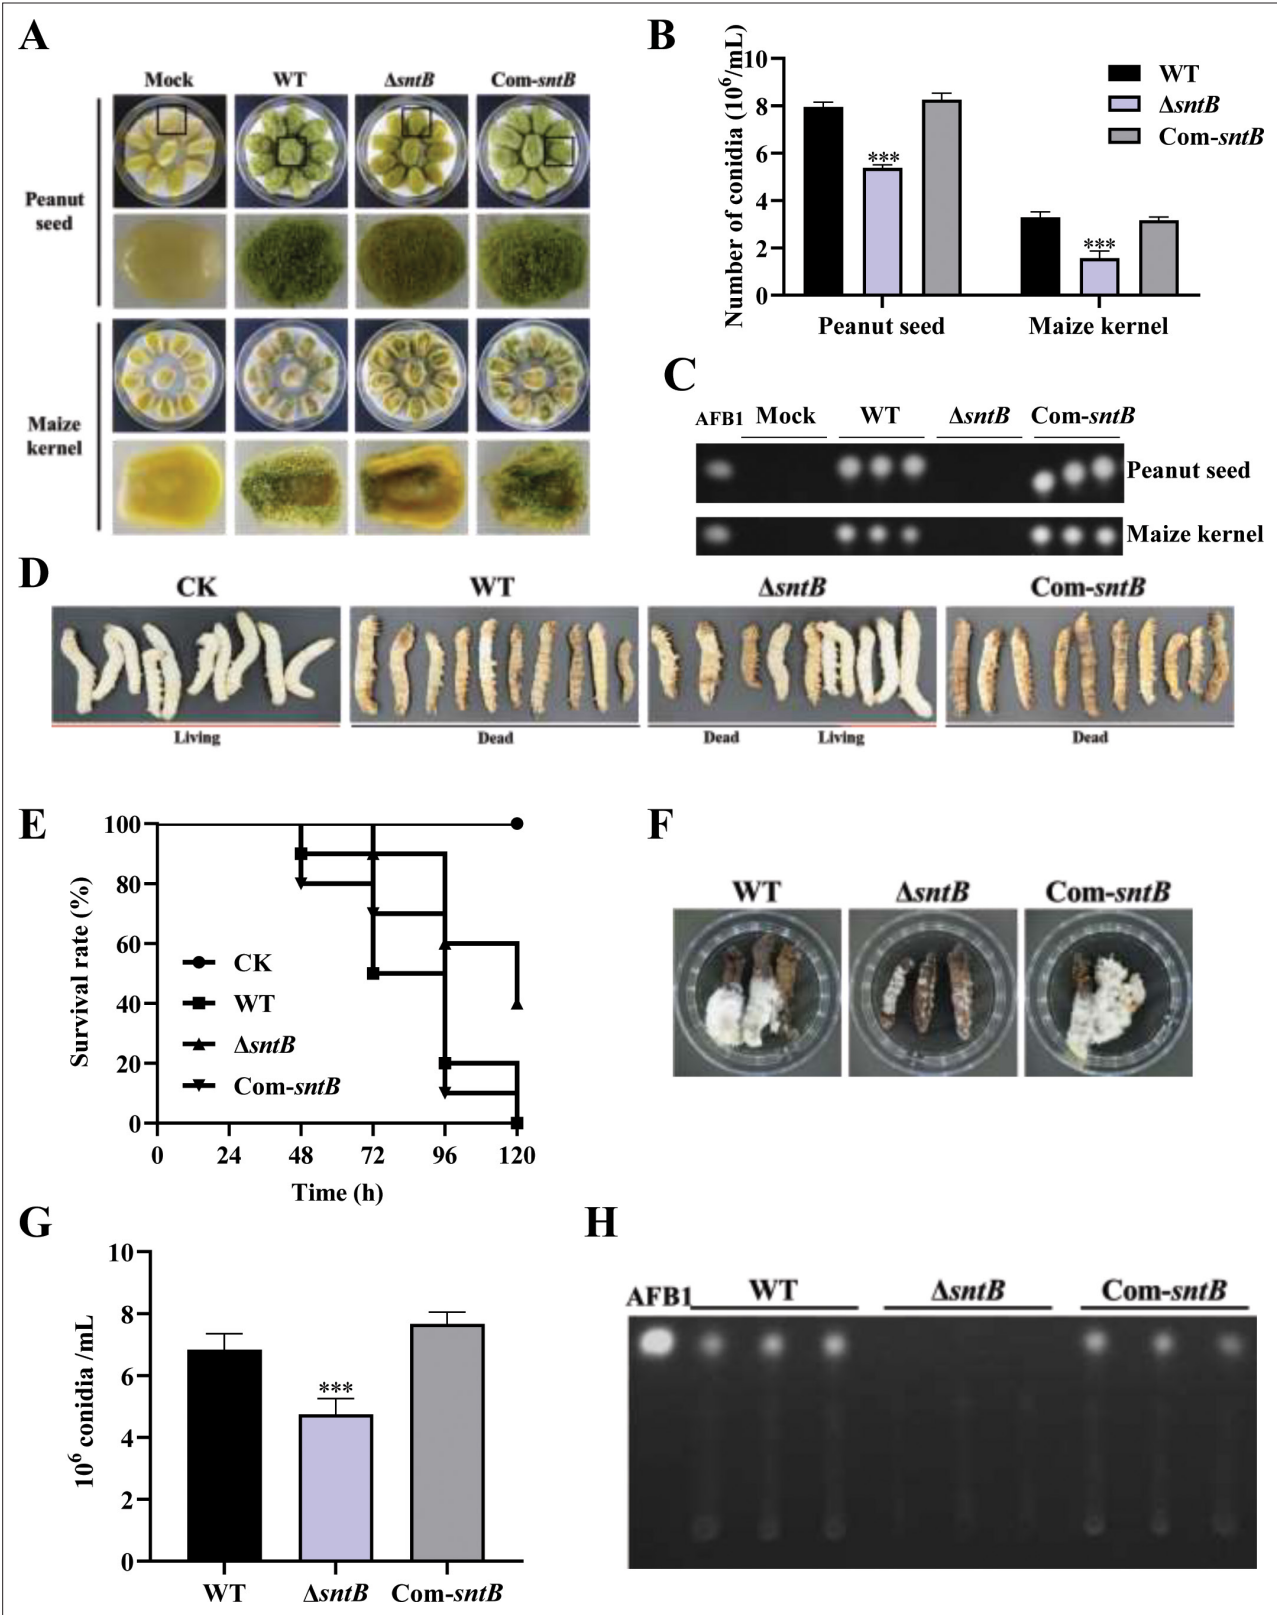 A
Mock WT ΔsntB Com-sntB
Peanut
seed
Maize
kernel
B
Number of conidia (10⁶/mL)
10
8
6
4
2
0
***
***
WT
ΔsntB
Com-sntB
Peanut seed Maize kernel
C
AFB1 Mock WT ΔsntB Com-sntB
Peanut seed
Maize kernel
D
CK WT ΔsntB Com-sntB
Living Dead Dead Living Dead
E
Survival rate (%)
100
80
60
40
20
0
CK
WT
ΔsntB
Com-sntB
0 24 48 72 96 120
Time (h)
F
WT ΔsntB Com-sntB
G
10⁶ conidia /mL
10
8
6
4
2
0
***
WT ΔsntB Com-sntB
H
AFB1 WT ΔsntB Com-sntB